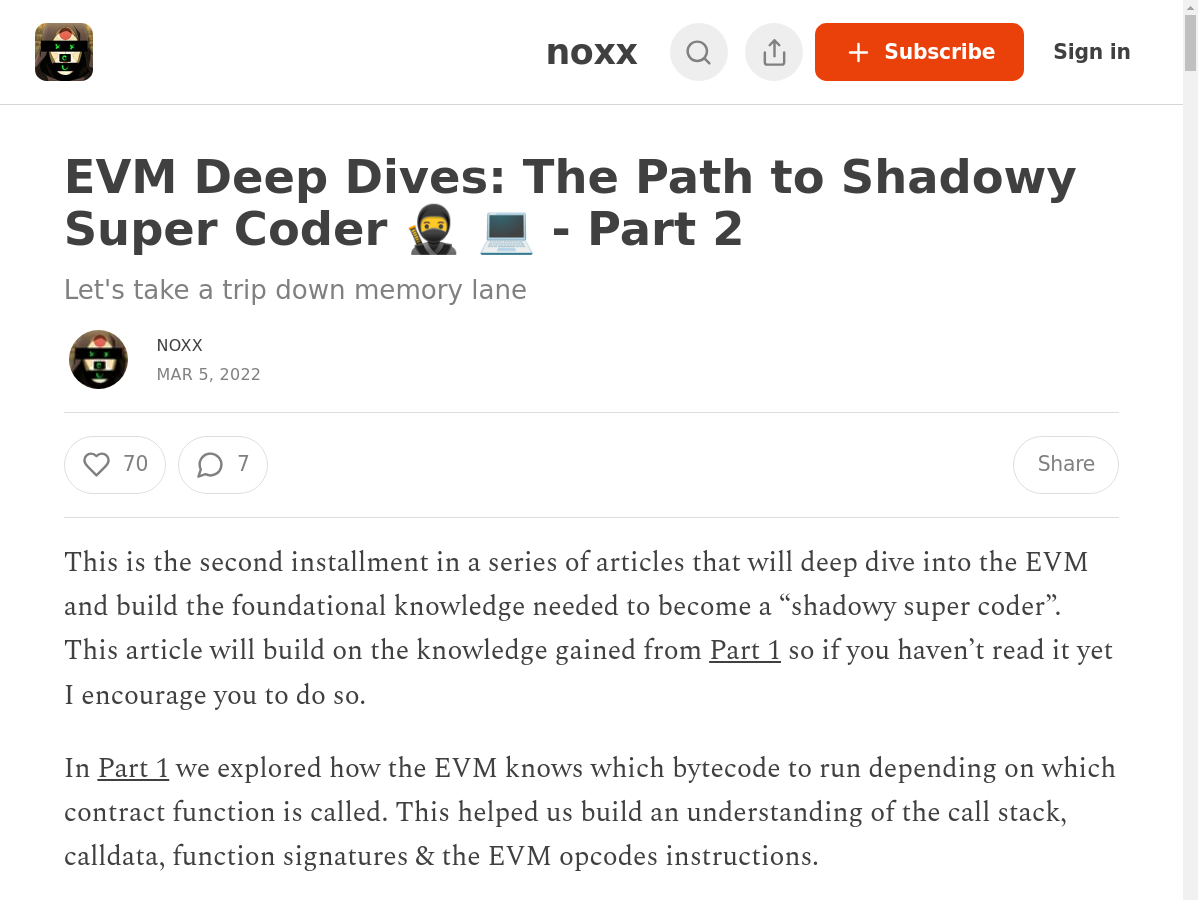 noxx
Subscribe
Sign in
EVM Deep Dives: The Path to Shadowy
Super Coder 🥷 💻 - Part 2
Let's take a trip down memory lane
NOXX
MAR 5, 2022
70
7
Share
This is the second installment in a series of articles that will deep dive into the EVM
and build the foundational knowledge needed to become a “shadowy super coder”.
This article will build on the knowledge gained from Part 1 so if you haven’t read it yet
I encourage you to do so.
In Part 1 we explored how the EVM knows which bytecode to run depending on which
contract function is called. This helped us build an understanding of the call stack,
calldata, function signatures & the EVM opcodes instructions.